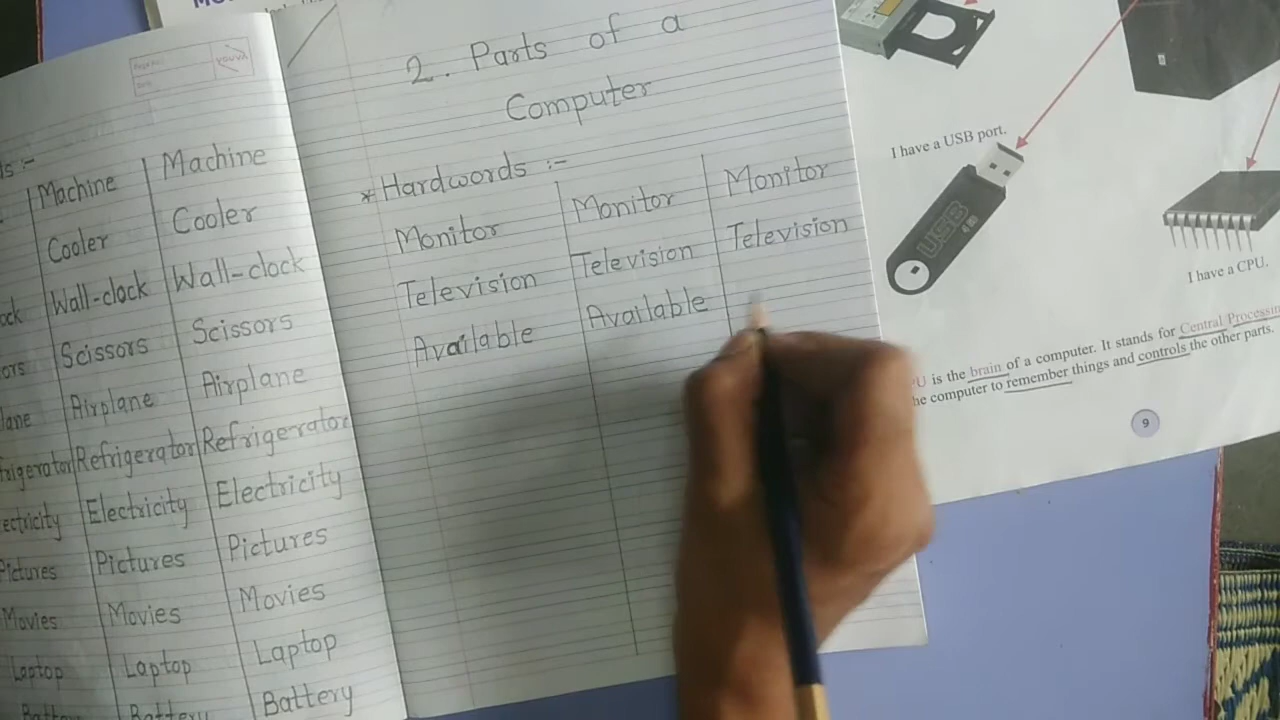 2. Parts of a
Computer
* Hardwords :-
Monitor Monitor Monitor
Television Television Television
Available Available
Machine Machine
Cooler Cooler
Wall-clock Wall-clock
Scissors Scissors
Airplane Airplane
Refrigerator Refrigerator
Electricity Electricity
Pictures Pictures Pictures
Movies Movies Movies
Laptop Laptop Laptop
Battery
I have a USB port.
USB
I have a CPU.
is the brain of a computer. It stands for Central
computer to remember things and controls the other parts.
9